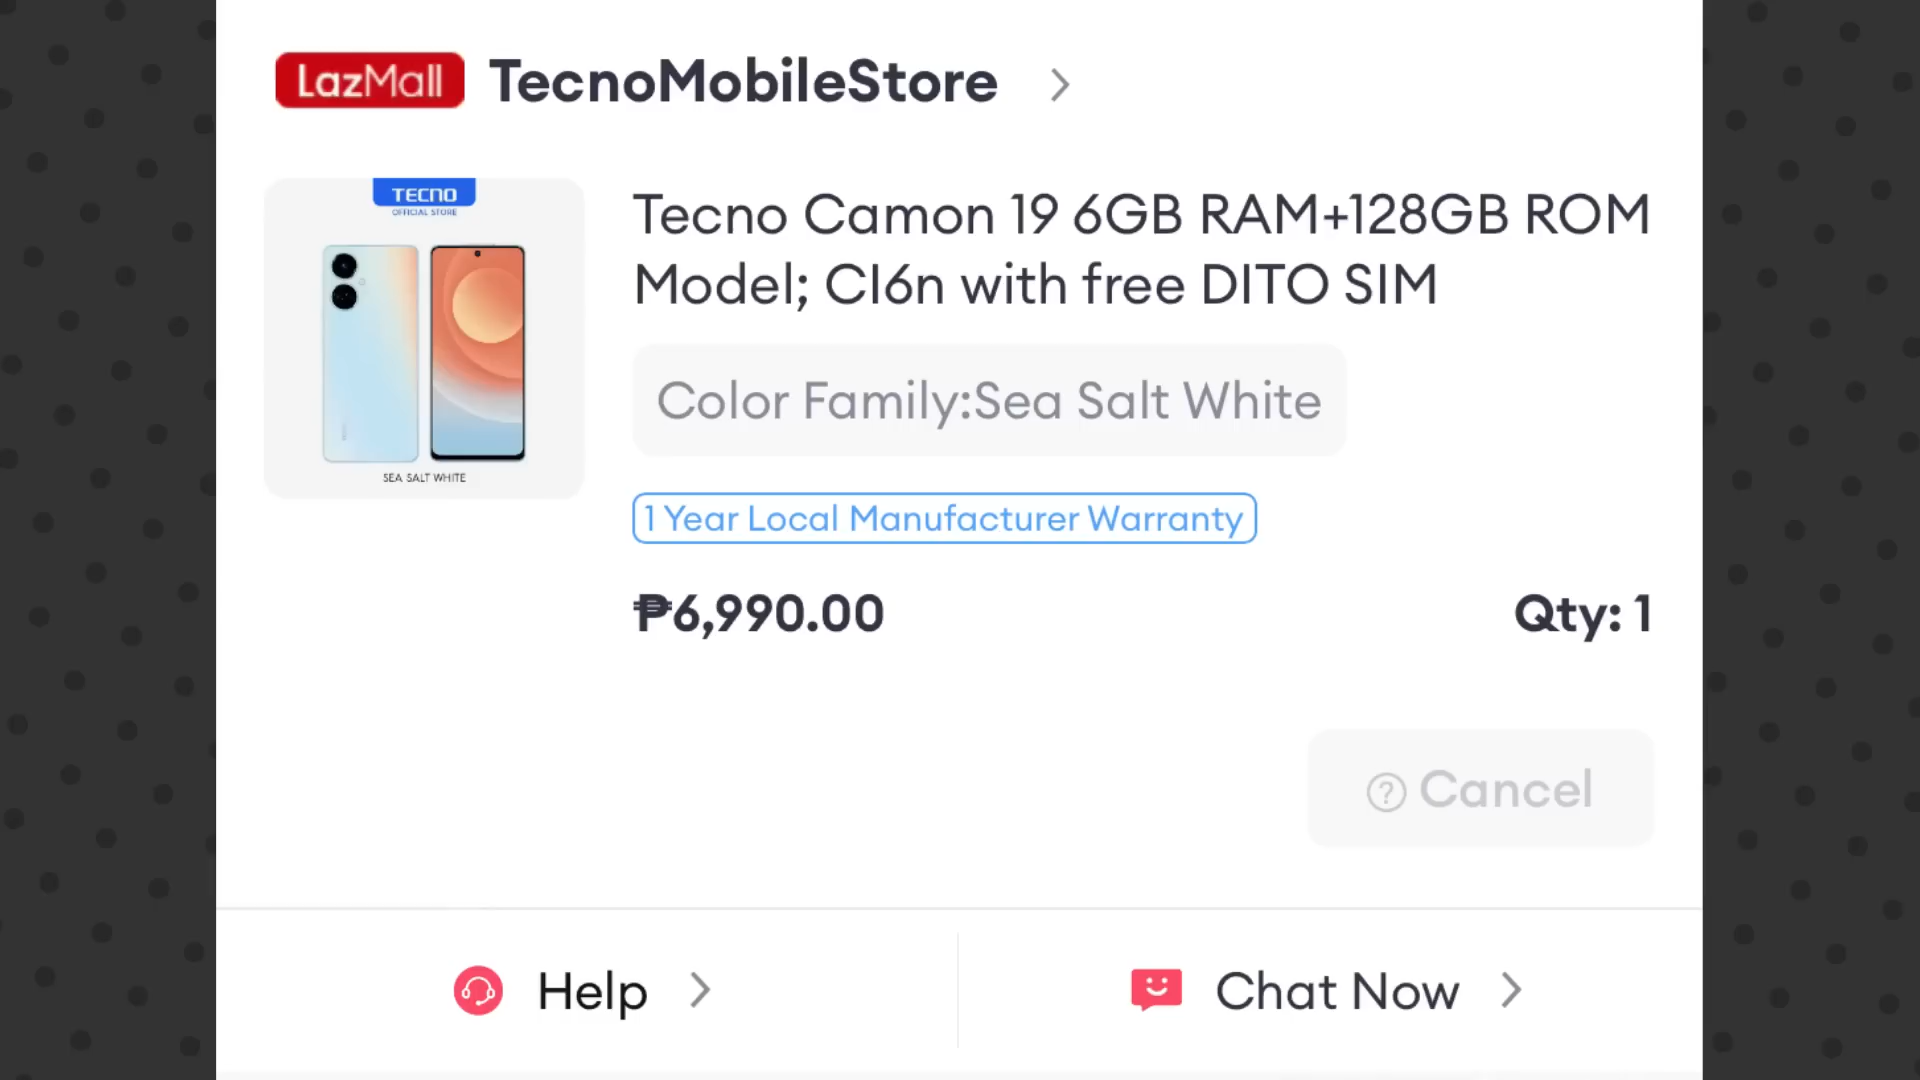 LazMall TecnoMobileStore
TECNO
OFFICIAL STORE
SEA SALT WHITE
Tecno Camon 19 6GB RAM+128GB ROM
Model; CI6n with free DITO SIM
Color Family:Sea Salt White
1 Year Local Manufacturer Warranty
₱6,990.00 Qty: 1
Cancel
Help Chat Now